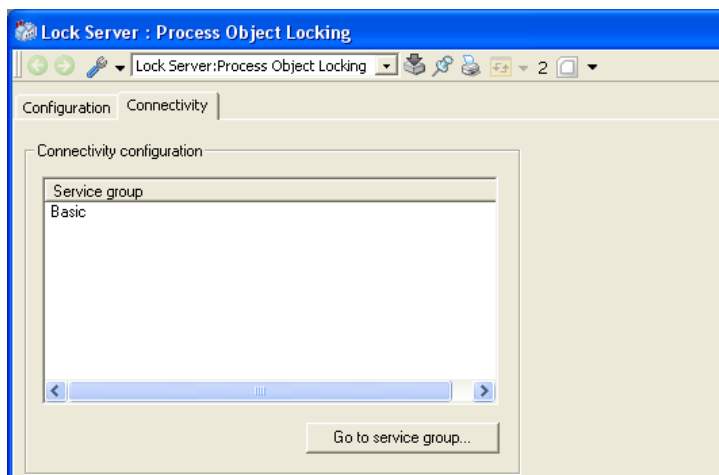 Lock Server : Process Object Locking
Lock Server:Process Object Locking 2
Configuration Connectivity
Connectivity configuration
Service group
Basic
Go to service group...